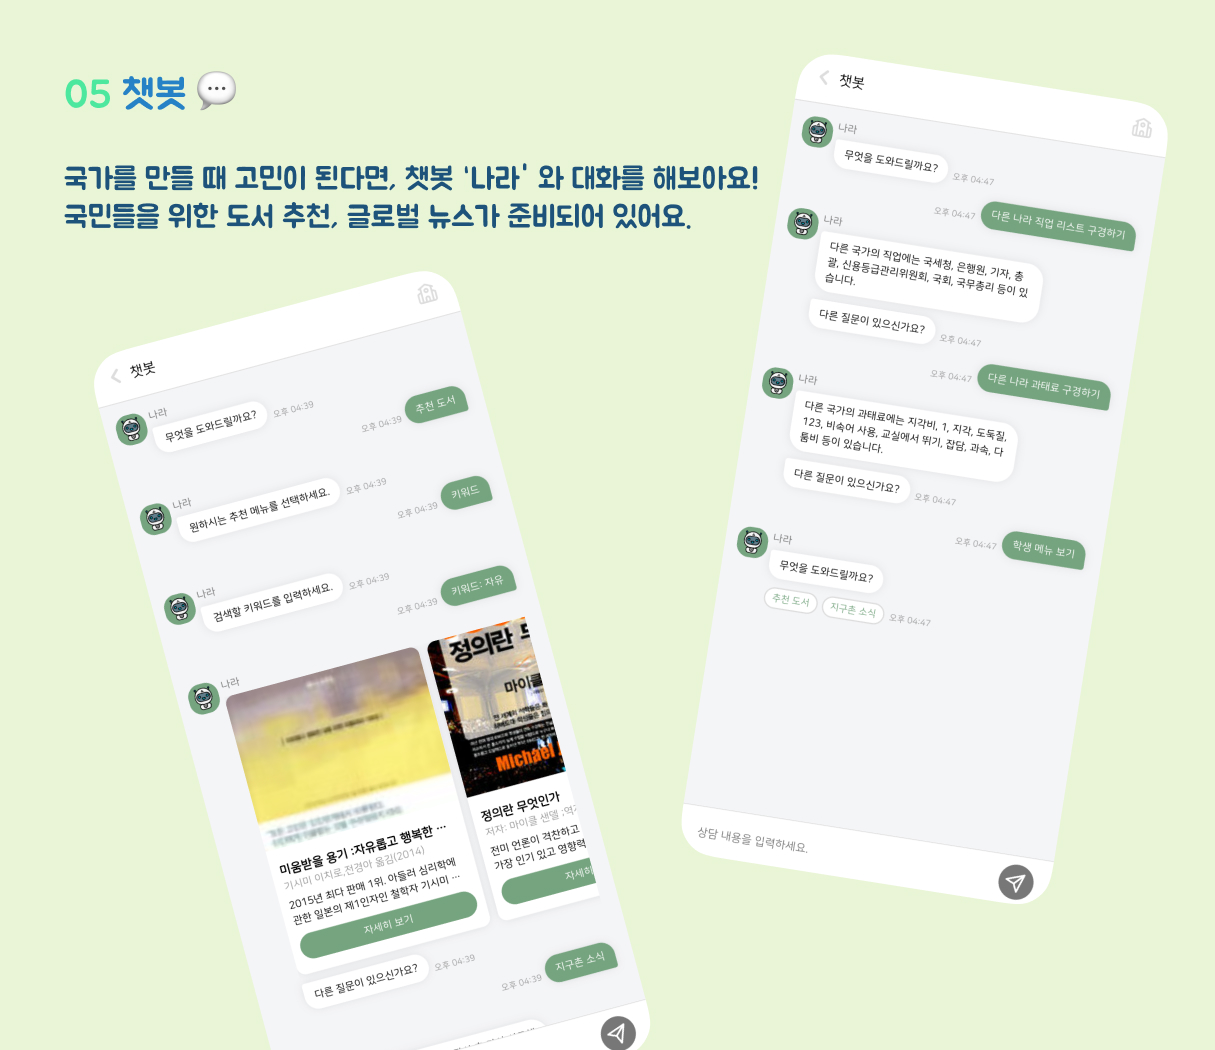 05 챗봇
국가를 만들 때 고민이 된다면, 챗봇 ‘나라' 와 대화를 해보아요!
국민들을 위한 도서 추천, 글로벌 뉴스가 준비되어 있어요.
챗봇
나라
무엇을 도와드릴까요?
오후 04:39
추천 도서
오후 04:39
나라
원하시는 추천 메뉴를 선택하세요.
오후 04:39
키워드
오후 04:39
나라
검색할 키워드를 입력하세요.
오후 04:39
키워드: 자유
오후 04:39
나라
미움받을 용기 :자유롭고 행복한 ⋯
기시미 이치로,전경아 옮김(2014)
2015년 최다 판매 1위. 아들러 심리학에
관한 일본의 제1인자인 철학자 기시미 ⋯
자세히 보기
정의란
마이클
Michael
정의란 무엇인가
저자: 마이클 샌델 ;역
전미 언론이 격찬하고
가장 인기 있고 영향력
자세히
다른 질문이 있으신가요?
오후 04:39
지구촌 소식
오후 04:39
챗봇
나라
무엇을 도와드릴까요?
오후 04:47
다른 나라 직업 리스트 구경하기
오후 04:47
나라
다른 국가의 직업에는 국세청, 은행원, 기자, 총
괄, 신용등급관리위원회, 국회, 국무총리 등이 있
습니다.
다른 질문이 있으신가요?
오후 04:47
다른 나라 과태료 구경하기
오후 04:47
나라
다른 국가의 과태료에는 지각비, 1, 지각, 도둑질,
123, 비속어 사용, 교실에서 뛰기, 잡담, 과속, 다
툼비 등이 있습니다.
다른 질문이 있으신가요?
오후 04:47
학생 메뉴 보기
오후 04:47
나라
무엇을 도와드릴까요?
추천 도서
지구촌 소식
오후 04:47
상담 내용을 입력하세요.